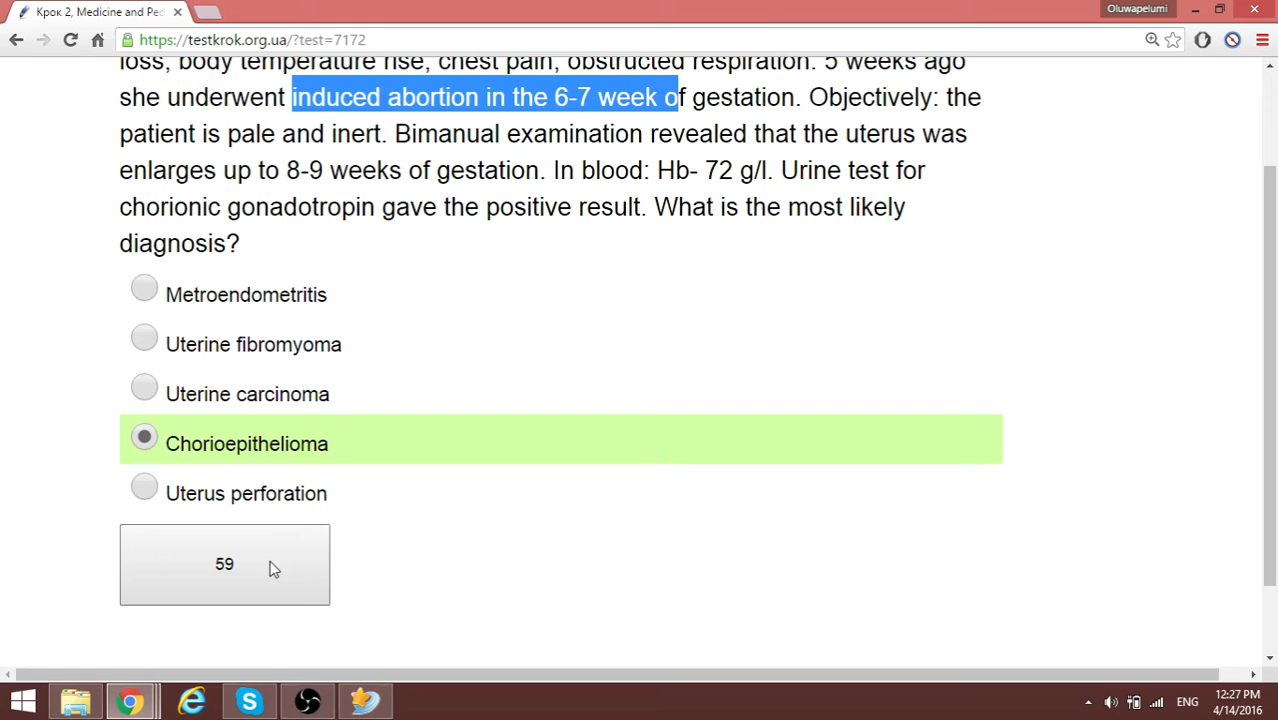 Oluwapelumi
Крок 2, Medicine and Ped
https://testkrok.org.ua/?test=7172
loss, body temperature rise, chest pain, obstructed respiration. 5 weeks ago
she underwent induced abortion in the 6-7 week of gestation. Objectively: the
patient is pale and inert. Bimanual examination revealed that the uterus was
enlarges up to 8-9 weeks of gestation. In blood: Hb- 72 g/l. Urine test for
chorionic gonadotropin gave the positive result. What is the most likely
diagnosis?
Metroendometritis
Uterine fibromyoma
Uterine carcinoma
Chorioepithelioma
Uterus perforation
59
ENG
12:27 PM
4/14/2016